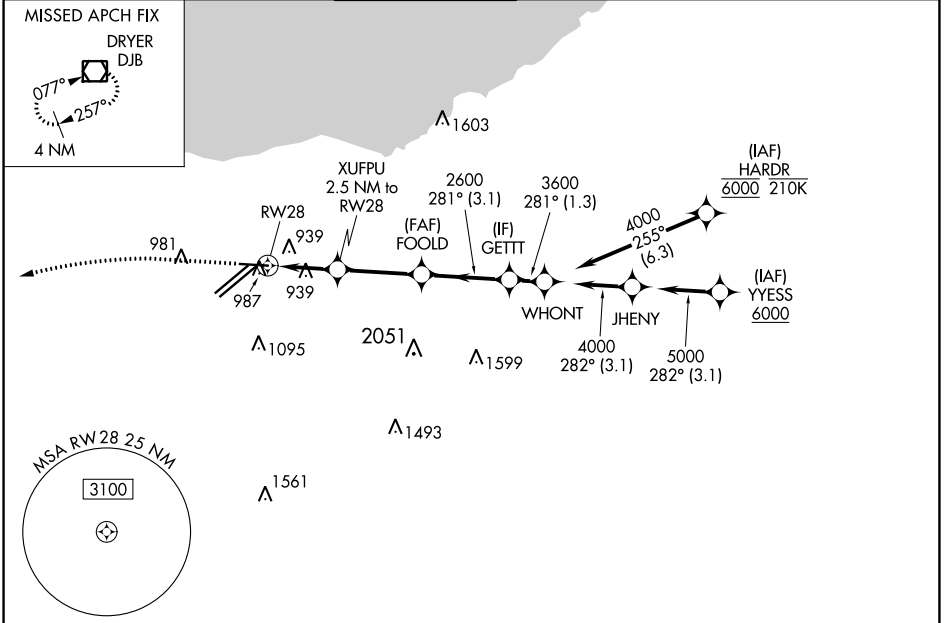 MISSED APCH FIX
DRYER
DJB
077°
257°
4 NM
1603
XUFPU
2.5 NM to
RW28
2600
281° (3.1)
3600
281° (1.3)
(IAF)
HARDR
6000 210K
RW28
(FAF)
FOOLD
(IF)
GETTT
4000
255°
(6.3)
981
939
987
939
WHONT
JHENY
(IAF)
YYESS
6000
1095
2051
1599
4000
282° (3.1)
5000
282° (3.1)
1493
1561
MSA RW28 25 NM
3100